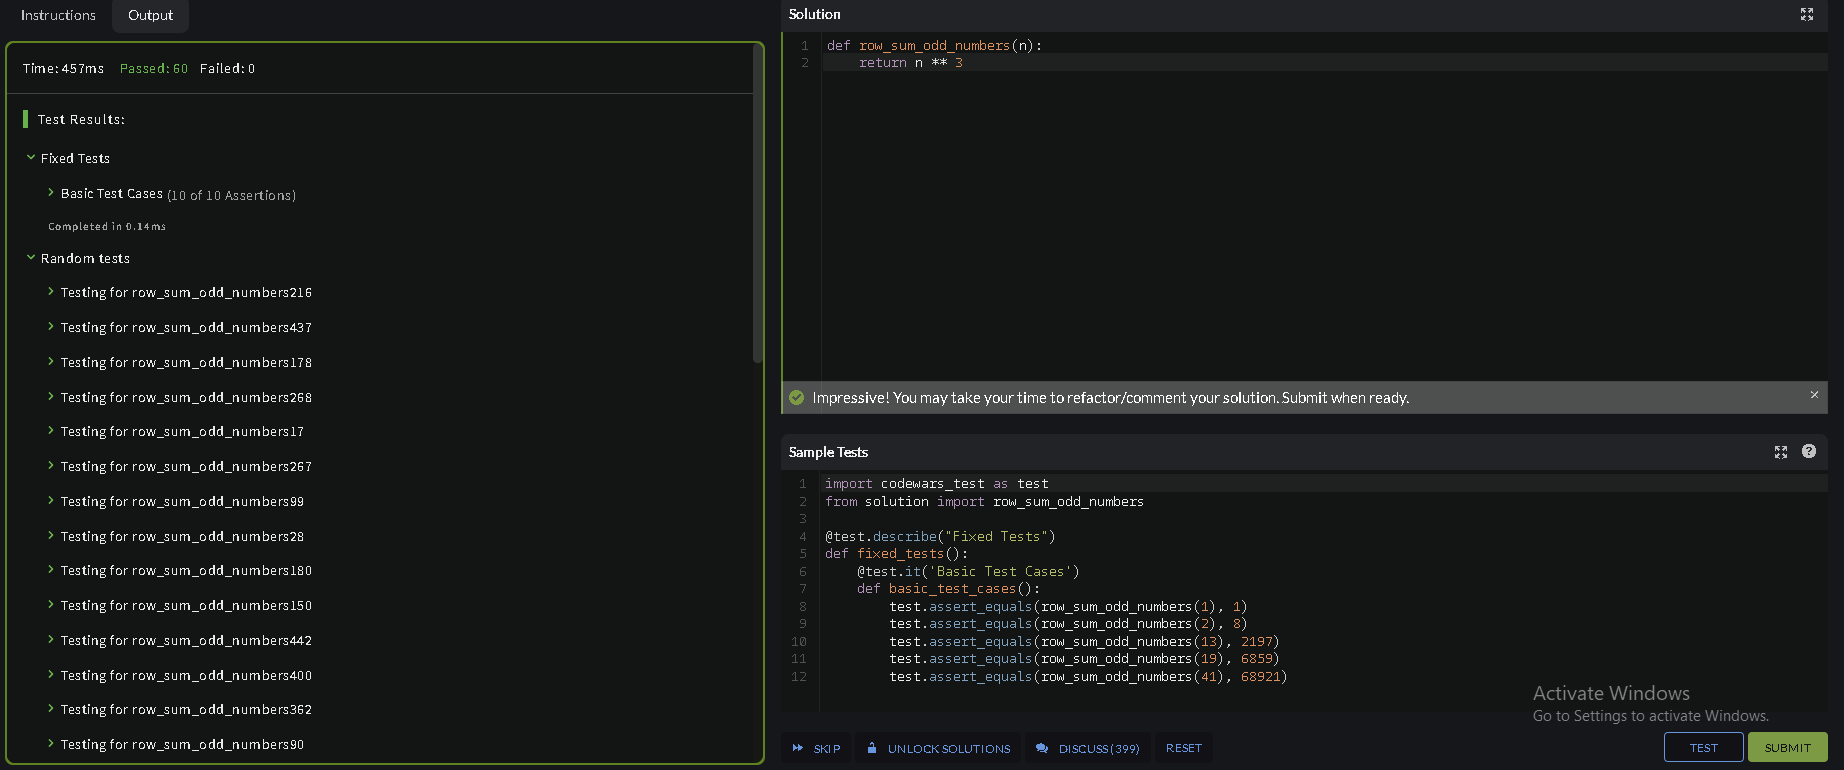 Instructions
Output
Time: 457ms Passed: 60 Failed: 0
Test Results:
Fixed Tests
Basic Test Cases (10 of 10 Assertions)
Completed in 0.14ms
Random tests
Testing for row_sum_odd_numbers216
Testing for row_sum_odd_numbers437
Testing for row_sum_odd_numbers178
Testing for row_sum_odd_numbers268
Testing for row_sum_odd_numbers17
Testing for row_sum_odd_numbers267
Testing for row_sum_odd_numbers99
Testing for row_sum_odd_numbers28
Testing for row_sum_odd_numbers180
Testing for row_sum_odd_numbers150
Testing for row_sum_odd_numbers442
Testing for row_sum_odd_numbers400
Testing for row_sum_odd_numbers362
Testing for row_sum_odd_numbers90
Solution
1 def row_sum_odd_numbers(n):
2     return n ** 3
Impressive! You may take your time to refactor/comment your solution. Submit when ready.
Sample Tests
1 import codewars_test as test
2 from solution import row_sum_odd_numbers
3
4 @test.describe("Fixed Tests")
5 def fixed_tests():
6     @test.it('Basic Test Cases')
7     def basic_test_cases():
8         test.assert_equals(row_sum_odd_numbers(1), 1)
9         test.assert_equals(row_sum_odd_numbers(2), 8)
10         test.assert_equals(row_sum_odd_numbers(13), 2197)
11         test.assert_equals(row_sum_odd_numbers(19), 6859)
12         test.assert_equals(row_sum_odd_numbers(41), 68921)
Activate Windows
Go to Settings to activate Windows.
SKIP
UNLOCK SOLUTIONS
DISCUSS (399)
RESET
TEST
SUBMIT